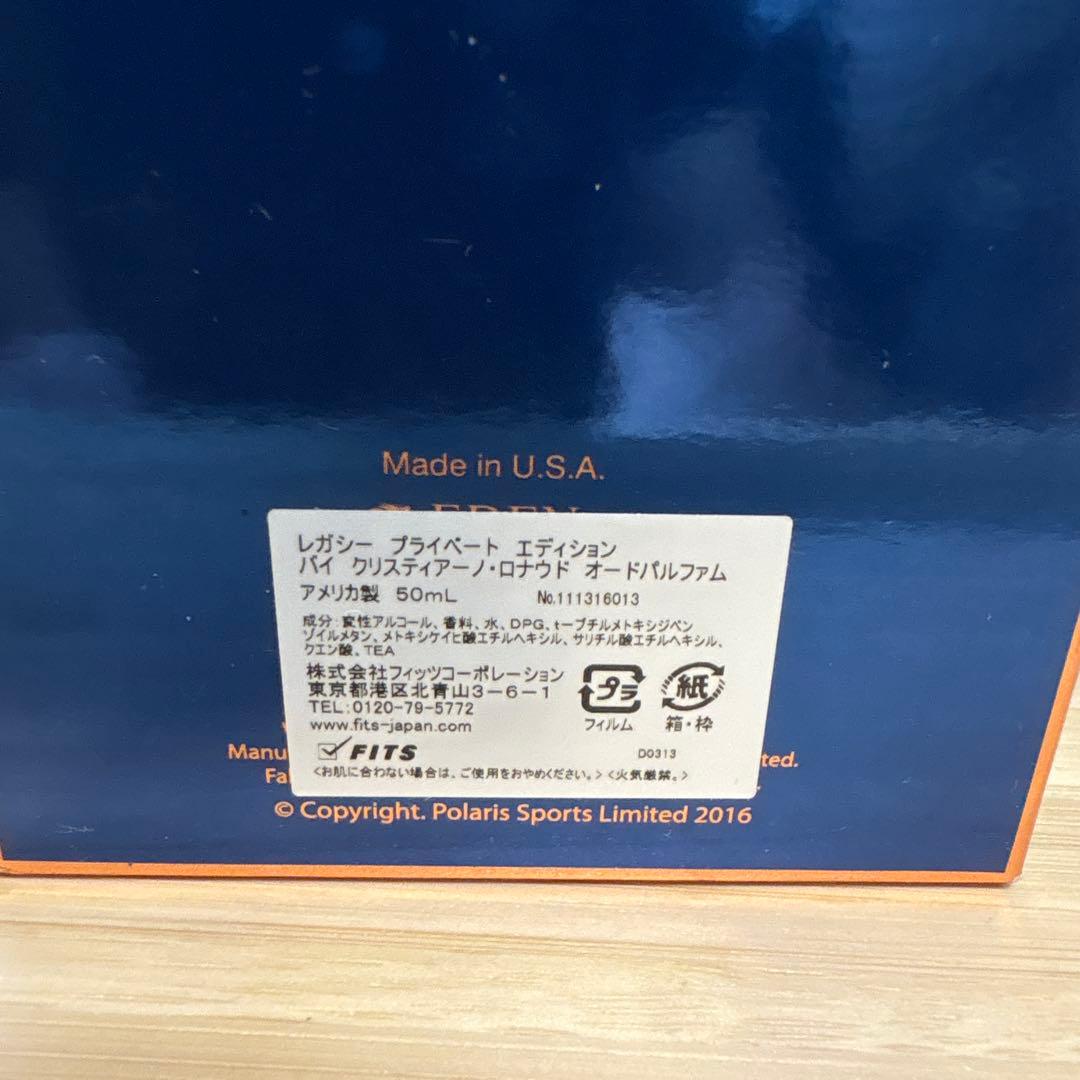 Made in U.S.A.
EDEN
レガシー プライベート エディション
バイ クリスティアーノ・ロナウド オードパルファム
アメリカ製 50mL No.111316013
成分:変性アルコール、香料、水、DPG、t-ブチルメトキシジベン
ゾイルメタン、メトキシケイヒ酸エチルヘキシル、サリチル酸エチルヘキシル、
クエン酸、TEA
株式会社フィッツコーポレーション
東京都港区北青山3-6-1
TEL:0120-79-5772
www.fits-japan.com
プラ
フィルム
紙
箱・枠
FITS D0313
<お肌に合わない場合は、ご使用をおやめください。><火気厳禁。>
© Copyright. Polaris Sports Limited 2016